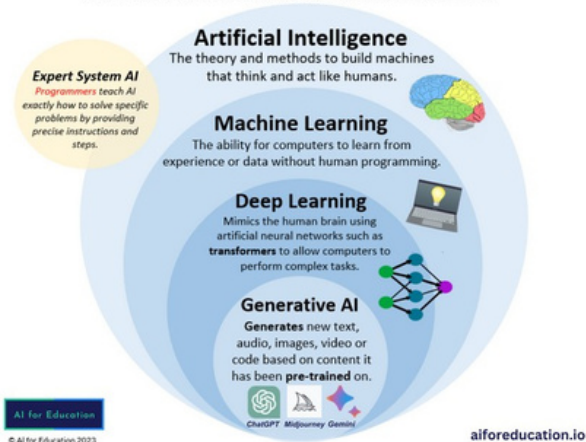 Artificial Intelligence
The theory and methods to build machines
that think and act like humans.
Expert System AI
Programmers teach AI
exactly how to solve specific
problems by providing
precise instructions and
steps.
Machine Learning
The ability for computers to learn from
experience or data without human programming.
Deep Learning
Mimics the human brain using
artificial neural networks such as
transformers to allow computers to
perform complex tasks.
Generative AI
Generates new text,
audio, images, video or
code based on content it
has been pre-trained on.
ChatGPT Midjourney Gemini
AI for Education
© AI for Education 2023
aiforeducation.io